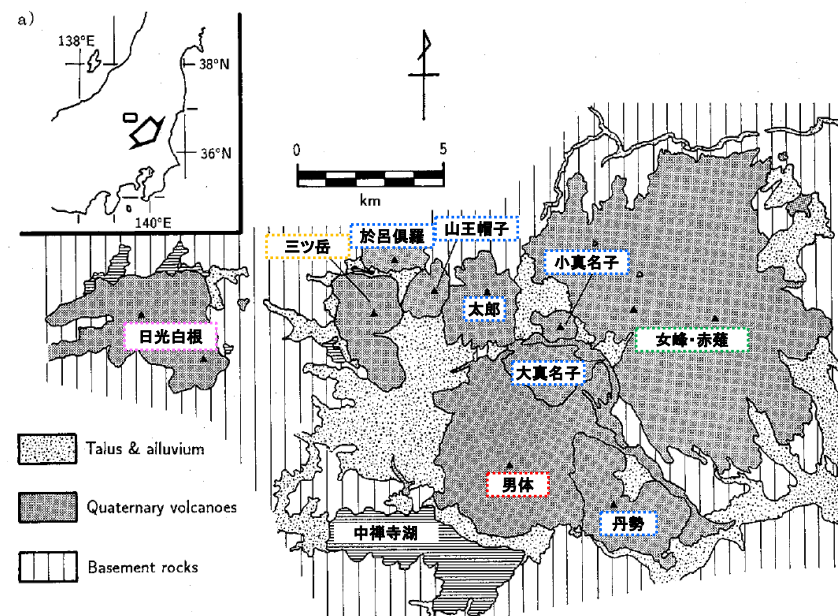 a)
138°E
38°N
36°N
140°E
0
5
km
三ツ岳
於呂倶羅
山王帽子
小真名子
太郎
日光白根
女峰・赤薙
大真名子
男体
丹勢
中禅寺湖
Talus & alluvium
Quaternary volcanoes
Basement rocks